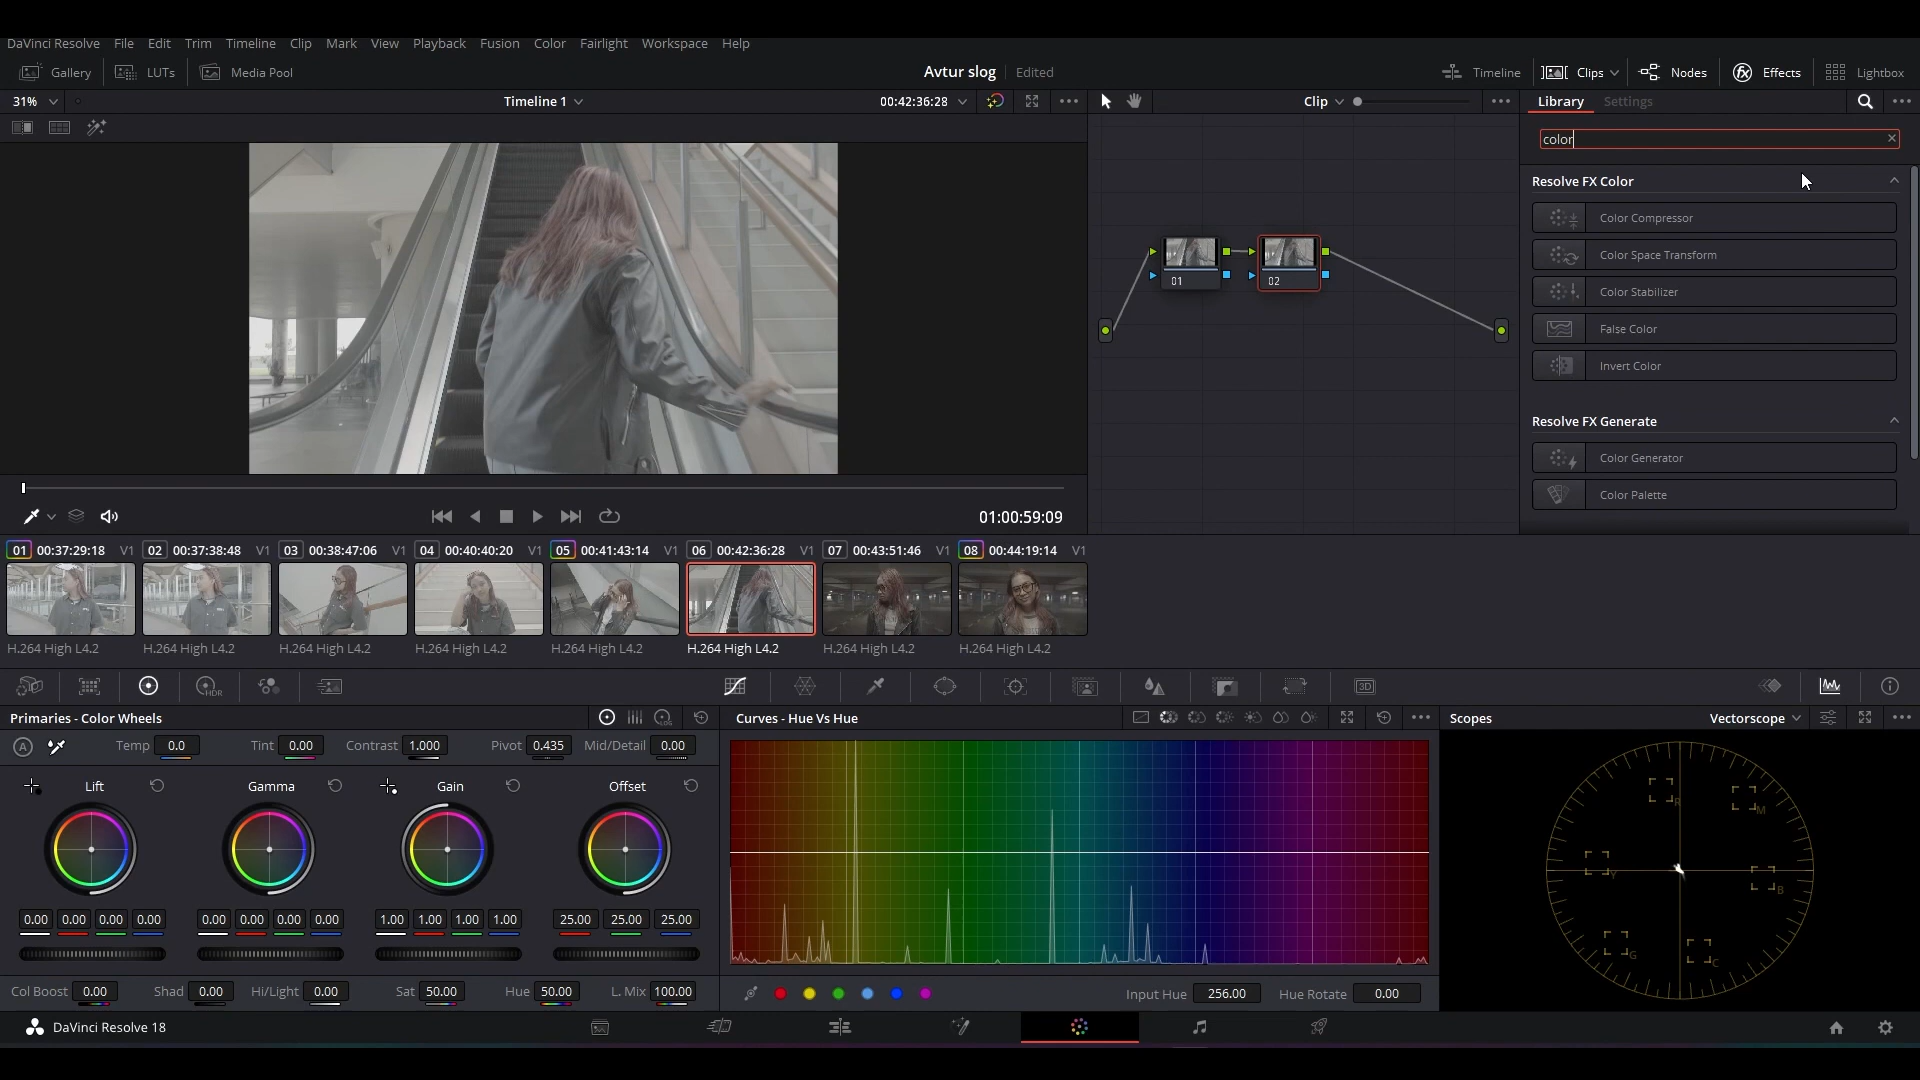 DaVinci Resolve File Edit Trim Timeline Clip Mark View Playback Fusion Color Fairlight Workspace Help
Gallery LUTs Media Pool Avtur slog Edited Timeline Clips Nodes Effects Lightbox
31% Timeline 1 00:42:36:28 Clip Library Settings
color
Resolve FX Color
Color Compressor
Color Space Transform
Color Stabilizer
False Color
Invert Color
Resolve FX Generate
Color Generator
Color Palette
01 02
01:00:59:09
01 00:37:29:18 V1 02 00:37:38:48 V1 03 00:38:47:06 V1 04 00:40:40:20 V1 05 00:41:43:14 V1 06 00:42:36:28 V1 07 00:43:51:46 V1 08 00:44:19:14 V1
H.264 High L4.2 H.264 High L4.2 H.264 High L4.2 H.264 High L4.2 H.264 High L4.2 H.264 High L4.2 H.264 High L4.2 H.264 High L4.2
HDR 3D
Primaries - Color Wheels LOG Curves - Hue Vs Hue Scopes Vectorscope
A Temp 0.0 Tint 0.00 Contrast 1.000 Pivot 0.435 Mid/Detail 0.00
Lift Gamma Gain Offset
R M
Y B
G C
0.00 0.00 0.00 0.00 0.00 0.00 0.00 0.00 1.00 1.00 1.00 1.00 25.00 25.00 25.00
Col Boost 0.00 Shad 0.00 Hi/Light 0.00 Sat 50.00 Hue 50.00 L. Mix 100.00 Input Hue 256.00 Hue Rotate 0.00
DaVinci Resolve 18